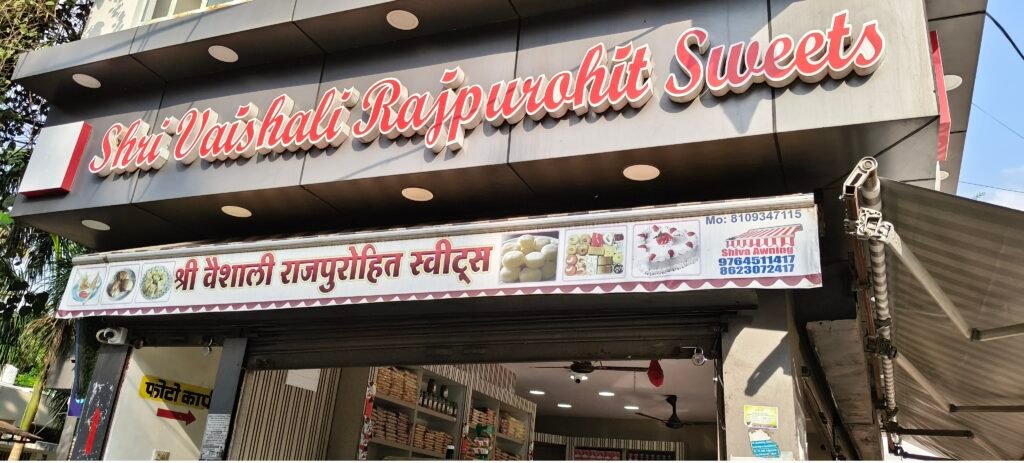 Shri Vaishali Rajpurohit Sweets
श्री वैशाली राजपुरोहित स्वीट्स
Mo: 8109347115
Shiva Awning
9764511417
8623072417
फोटो काप